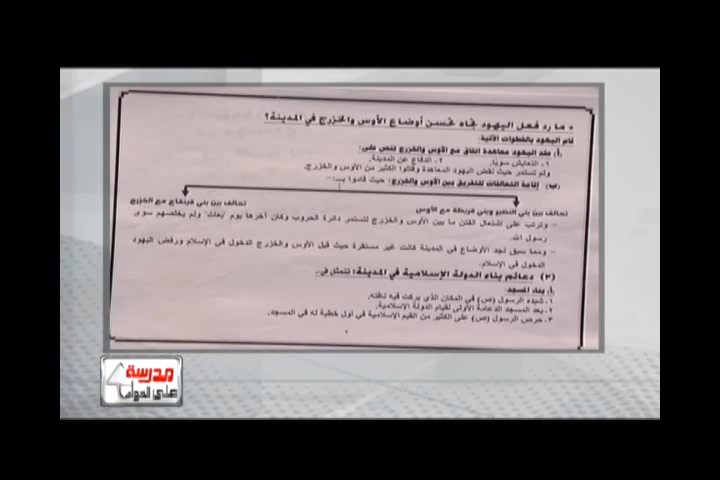 • ما رد فعل اليهود تجاه تحسن أوضاع الأوس والخزرج في المدينة؟
قام اليهود بالخطوات الآتية:
(أ) عقد اليهود معاهدة اتفاق مع الأوس والخزرج تنص على:
١- التعايش سويا. ٢- الدفاع عن المدينة.
ولم تستمر حيث نقض اليهود المعاهدة وقتلوا الكثير من الأوس والخزرج.
(ب) إقامة التحالفات للتفريق بين الأوس والخزرج: حيث قاموا بـ:-
تحالف بين بني النضير وبني قريظة مع الأوس
تحالف بين بني قينقاع مع الخزرج
– وترتب على اشتعال الفتن ما بين الأوس والخزرج لتستمر دائرة الحروب وكان آخرها يوم "بعاث" ولم يخلصهم سوى
رسول الله.
– ومما سبق نجد الأوضاع في المدينة كانت غير مستقرة حيث قبل الأوس والخزرج الدخول في الإسلام ورفض اليهود
الدخول في الإسلام.
(٣) دعائم بناء الدولة الإسلامية في المدينة: تتمثل في:-
(أ) بناء المسجد:
١. شيده الرسول (ص) في المكان الذي بركت فيه ناقته.
٢. يعد المسجد الدعامة الأولى لقيام الدولة الإسلامية.
٣. حرص الرسول (ص) على الكثير من القيم الإسلامية في أول خطبة له في المسجد.
مدرسة
على الهواء